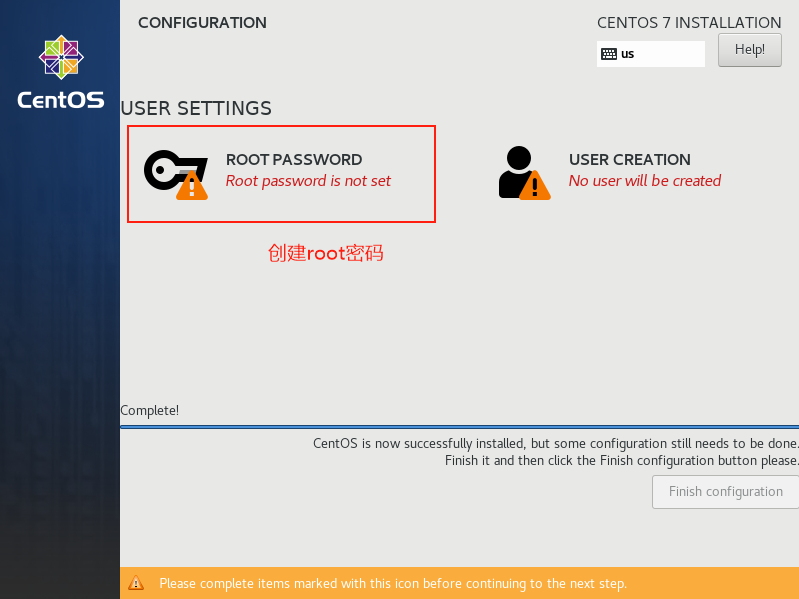 CONFIGURATION
CENTOS 7 INSTALLATION
us
Help!
CentOS
USER SETTINGS
ROOT PASSWORD
Root password is not set
USER CREATION
No user will be created
创建root密码
Complete!
CentOS is now successfully installed, but some configuration still needs to be done.
Finish it and then click the Finish configuration button please.
Finish configuration
Please complete items marked with this icon before continuing to the next step.